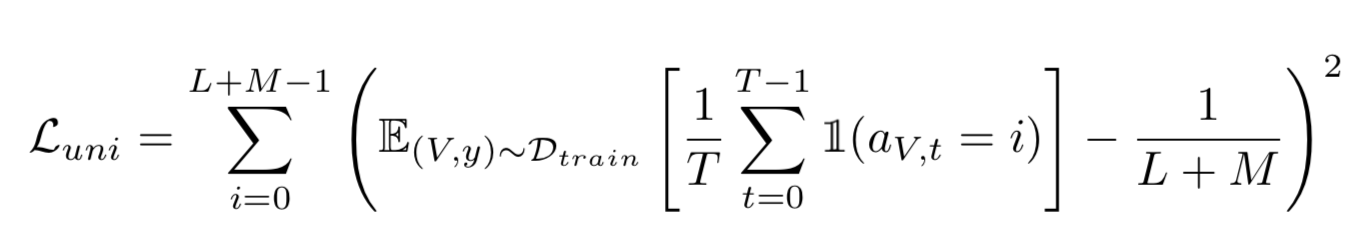 $\mathcal{L}_{uni} = \sum_{i=0}^{L+M-1} \left( \mathbb{E}_{(V,y)\sim\mathcal{D}_{train}} \left[ \frac{1}{T} \sum_{t=0}^{T-1} \mathbb{1}(a_{V,t} = i) \right] - \frac{1}{L+M} \right)^2$